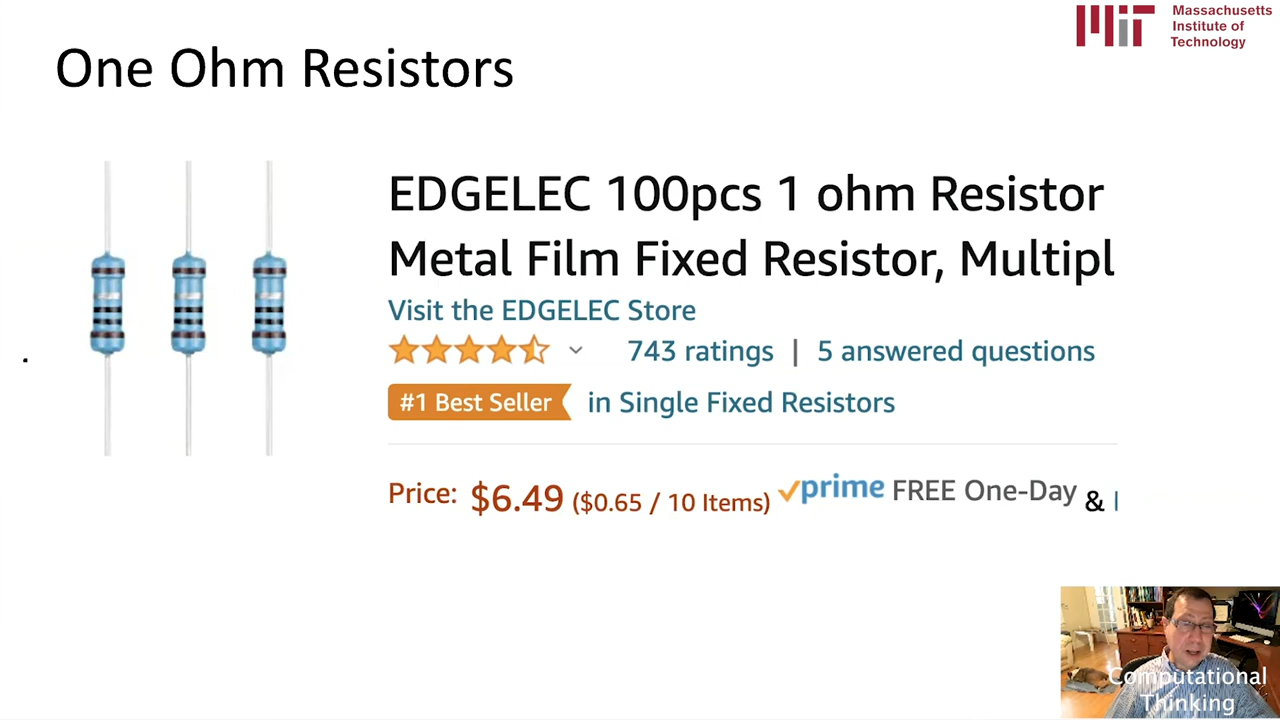 Massachusetts
Institute of
Technology
One Ohm Resistors
EDGELEC 100pcs 1 ohm Resistor
Metal Film Fixed Resistor, Multipl
Visit the EDGELEC Store
743 ratings | 5 answered questions
#1 Best Seller in Single Fixed Resistors
Price: $6.49 ($0.65 / 10 Items) prime FREE One-Day &
Computational
Thinking